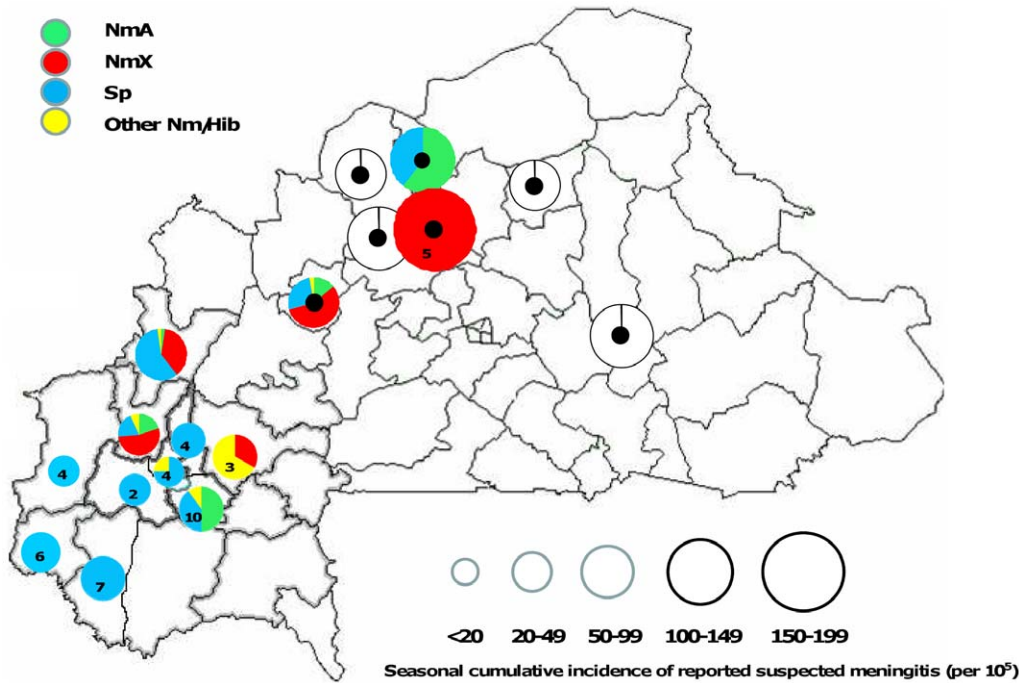 NmA
NmX
Sp
Other Nm/Hib
5
4
4
3
4
2
10
6
7
<20 20-49 50-99 100-149 150-199
Seasonal cumulative incidence of reported suspected meningitis (per 10⁵)